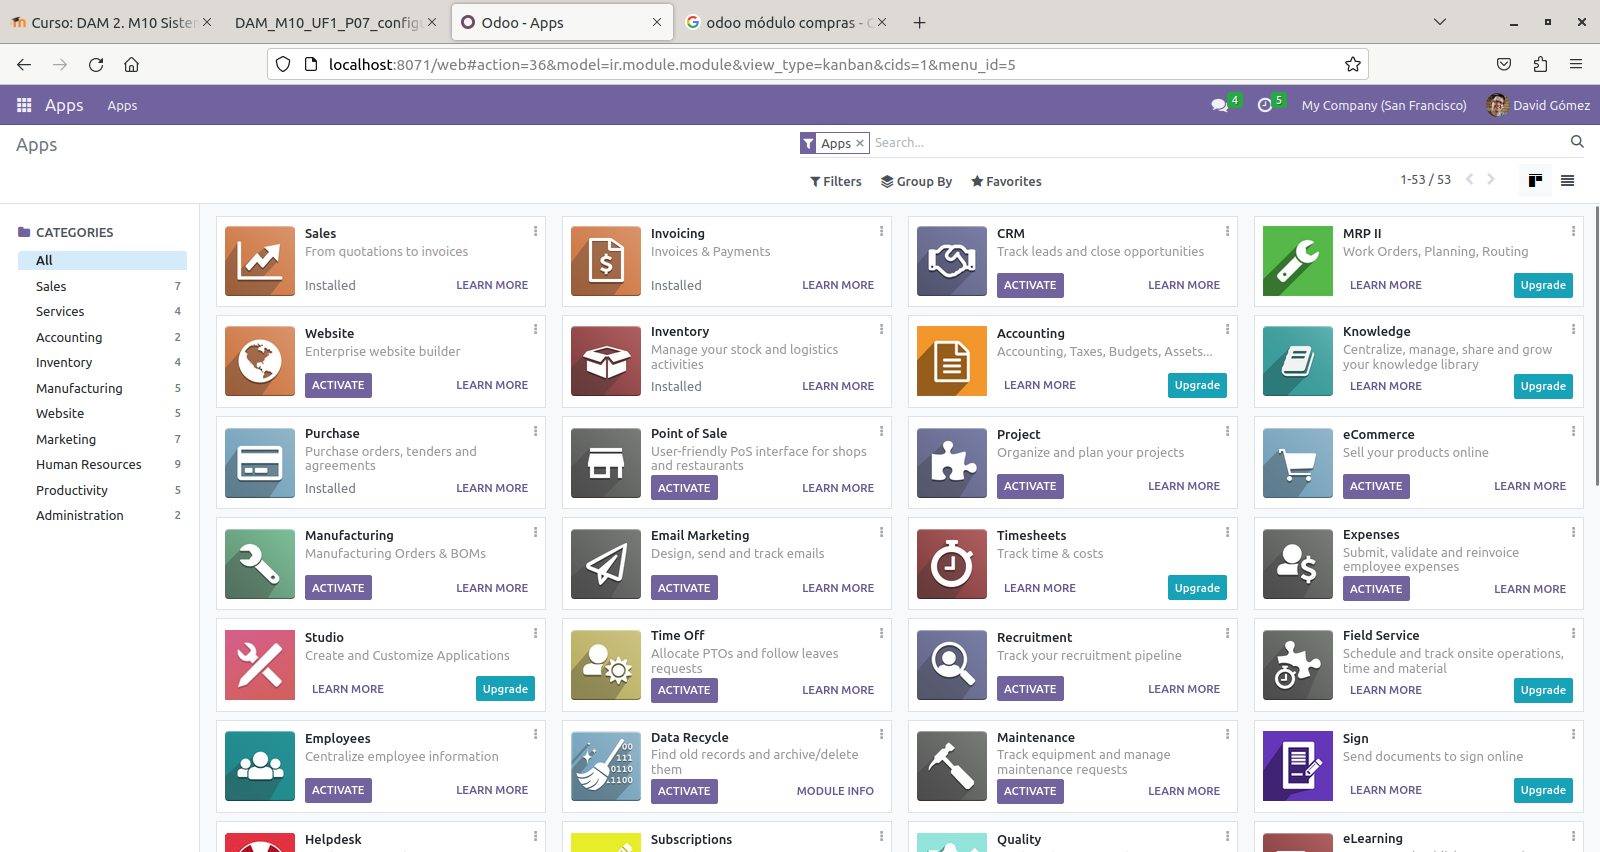 Curso: DAM 2. M10 Sister
DAM_M10_UF1_P07_config
Odoo - Apps
odoo módulo compras -
localhost:8071/web#action=36&model=ir.module.module&view_type=kanban&cids=1&menu_id=5
Apps
Apps
4
5
My Company (San Francisco)
David Gómez
Apps
Apps
Search...
Filters
Group By
Favorites
1-53 / 53
CATEGORIES
All
Sales 7
Services 4
Accounting 2
Inventory 4
Manufacturing 5
Website 5
Marketing 7
Human Resources 9
Productivity 5
Administration 2
Sales
From quotations to invoices
Installed
LEARN MORE
Invoicing
Invoices & Payments
Installed
LEARN MORE
CRM
Track leads and close opportunities
ACTIVATE
LEARN MORE
MRP II
Work Orders, Planning, Routing
LEARN MORE
Upgrade
Website
Enterprise website builder
ACTIVATE
LEARN MORE
Inventory
Manage your stock and logistics
activities
Installed
LEARN MORE
Accounting
Accounting, Taxes, Budgets, Assets...
LEARN MORE
Upgrade
Knowledge
Centralize, manage, share and grow
your knowledge library
LEARN MORE
Upgrade
Purchase
Purchase orders, tenders and
agreements
Installed
LEARN MORE
Point of Sale
User-friendly PoS interface for shops
and restaurants
ACTIVATE
LEARN MORE
Project
Organize and plan your projects
ACTIVATE
LEARN MORE
eCommerce
Sell your products online
ACTIVATE
LEARN MORE
Manufacturing
Manufacturing Orders & BOMs
ACTIVATE
LEARN MORE
Email Marketing
Design, send and track emails
ACTIVATE
LEARN MORE
Timesheets
Track time & costs
LEARN MORE
Upgrade
Expenses
Submit, validate and reinvoice
employee expenses
ACTIVATE
LEARN MORE
Studio
Create and Customize Applications
LEARN MORE
Upgrade
Time Off
Allocate PTOs and follow leaves
requests
ACTIVATE
LEARN MORE
Recruitment
Track your recruitment pipeline
ACTIVATE
LEARN MORE
Field Service
Schedule and track onsite operations,
time and material
LEARN MORE
Upgrade
Employees
Centralize employee information
ACTIVATE
LEARN MORE
Data Recycle
Find old records and archive/delete
them
ACTIVATE
MODULE INFO
Maintenance
Track equipment and manage
maintenance requests
ACTIVATE
LEARN MORE
Sign
Send documents to sign online
LEARN MORE
Upgrade
Helpdesk
Subscriptions
Quality
eLearning